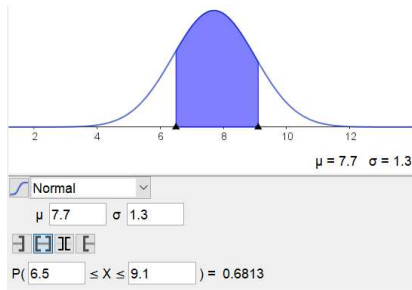 2 4 6 8 10 12
μ = 7.7 σ = 1.3
Normal
μ 7.7 σ 1.3
P( 6.5 ≤ X ≤ 9.1 ) = 0.6813